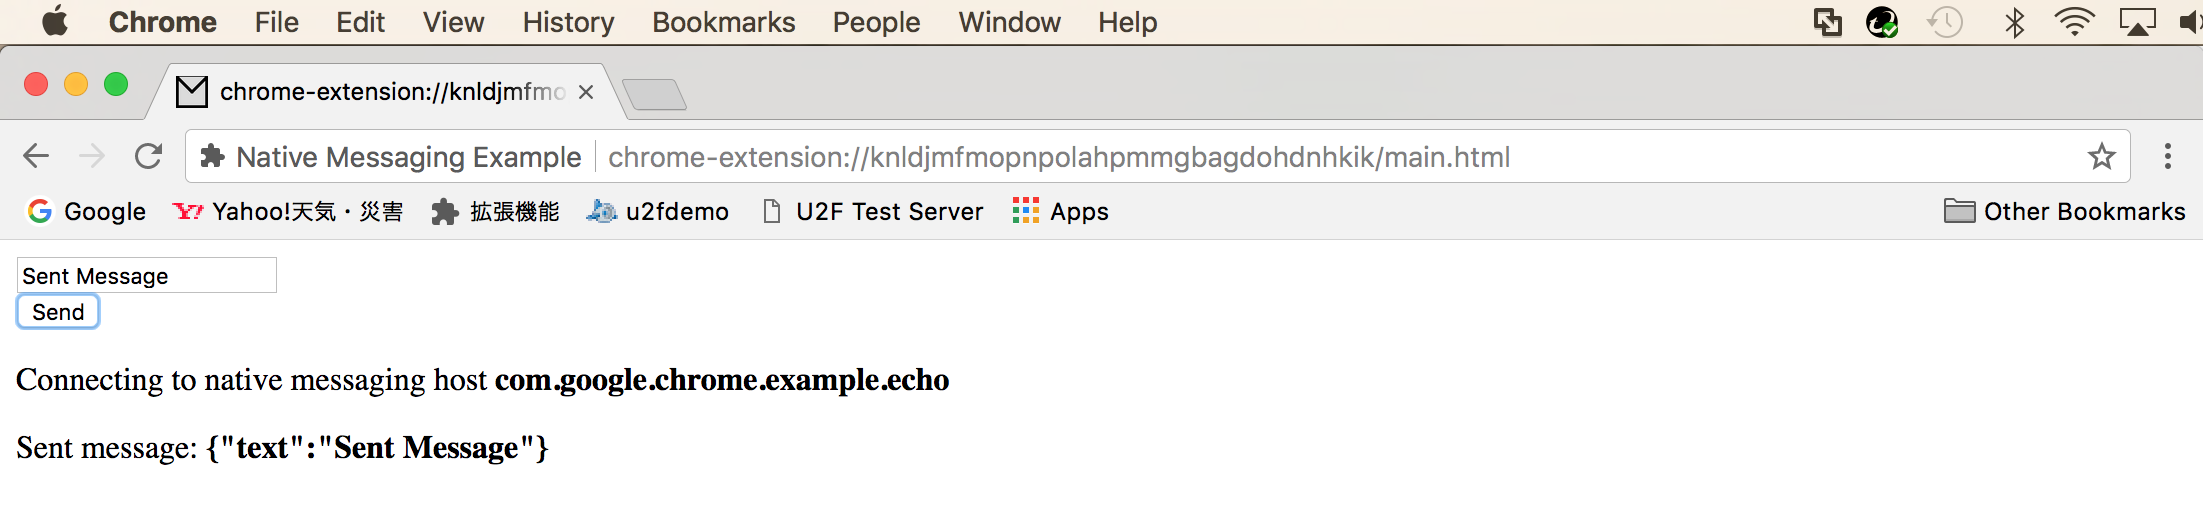 Chrome File Edit View History Bookmarks People Window Help
chrome-extension://knldjmfmo
Native Messaging Example chrome-extension://knldjmfmopnpolahpmmgbagdohdnhkik/main.html
Google Yahoo!天気・災害 拡張機能 u2fdemo U2F Test Server Apps Other Bookmarks
Sent Message
Send
Connecting to native messaging host com.google.chrome.example.echo
Sent message: {"text":"Sent Message"}